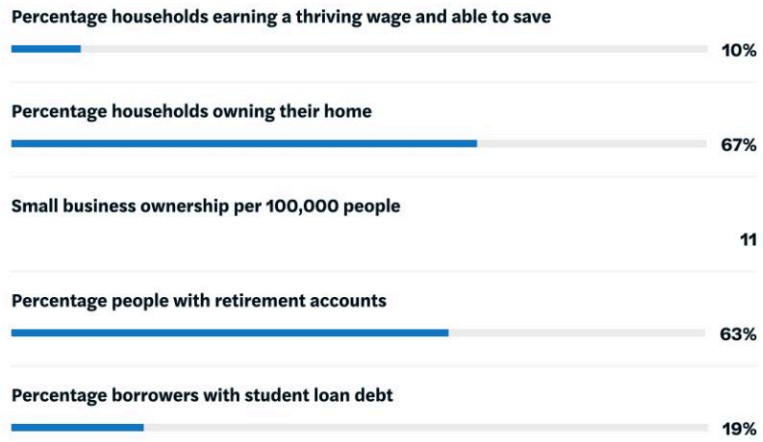 Percentage households earning a thriving wage and able to save
10%
Percentage households owning their home
67%
Small business ownership per 100,000 people
11
Percentage people with retirement accounts
63%
Percentage borrowers with student loan debt
19%